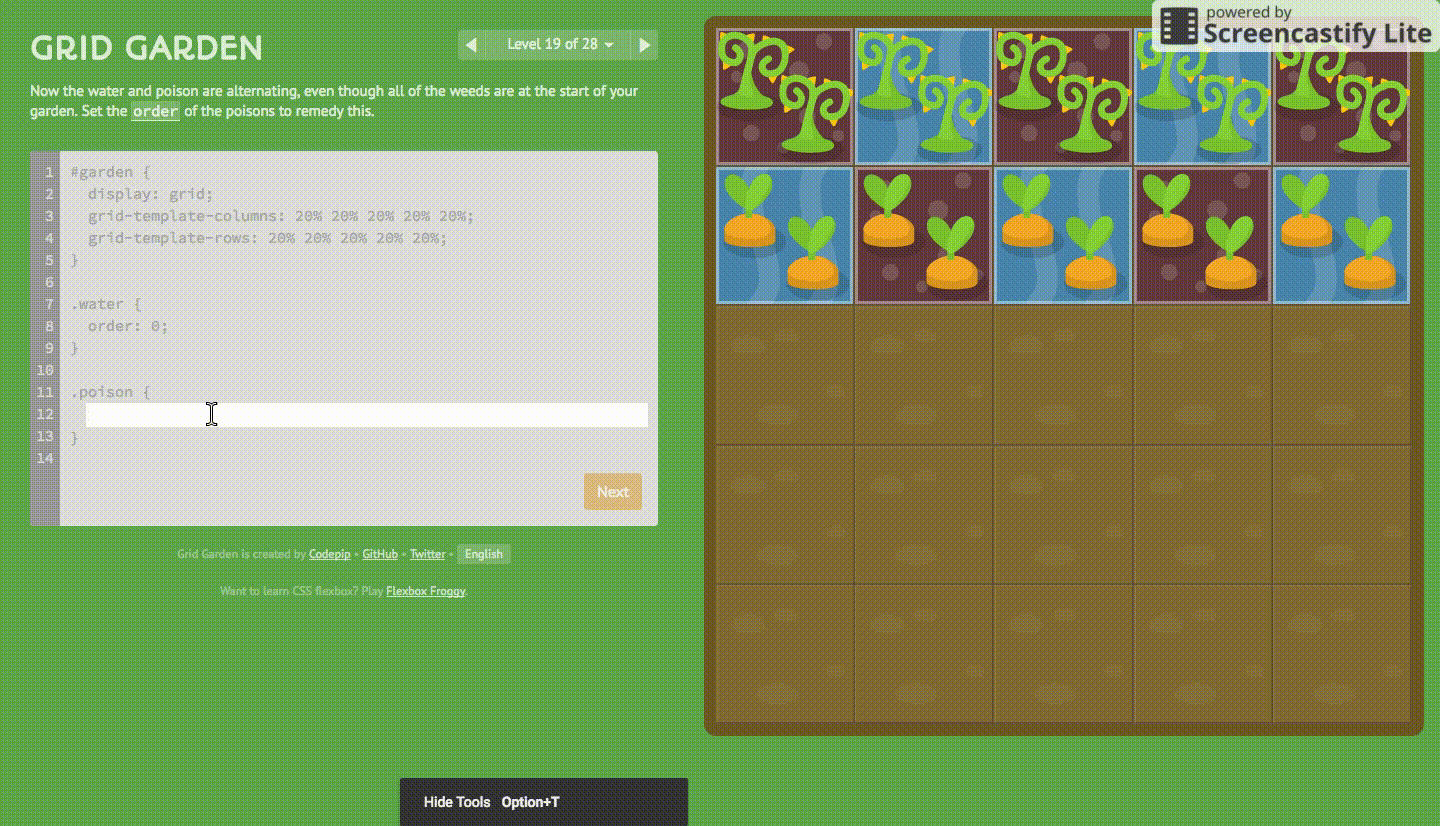 GRID GARDEN
Level 19 of 28
Now the water and poison are alternating, even though all of the weeds are at the start of your
garden. Set the order of the poisons to remedy this.
1 #garden {
2 display: grid;
3 grid-template-columns: 20% 20% 20% 20% 20%;
4 grid-template-rows: 20% 20% 20% 20% 20%;
5 }
6
7 .water {
8 order: 0;
9 }
10
11 .poison {
12
13 }
14
Next
Grid Garden is created by Codepip • GitHub • Twitter • English
Want to learn CSS flexbox? Play Flexbox Froggy.
Hide Tools Option+T
powered by
Screencastify Lite